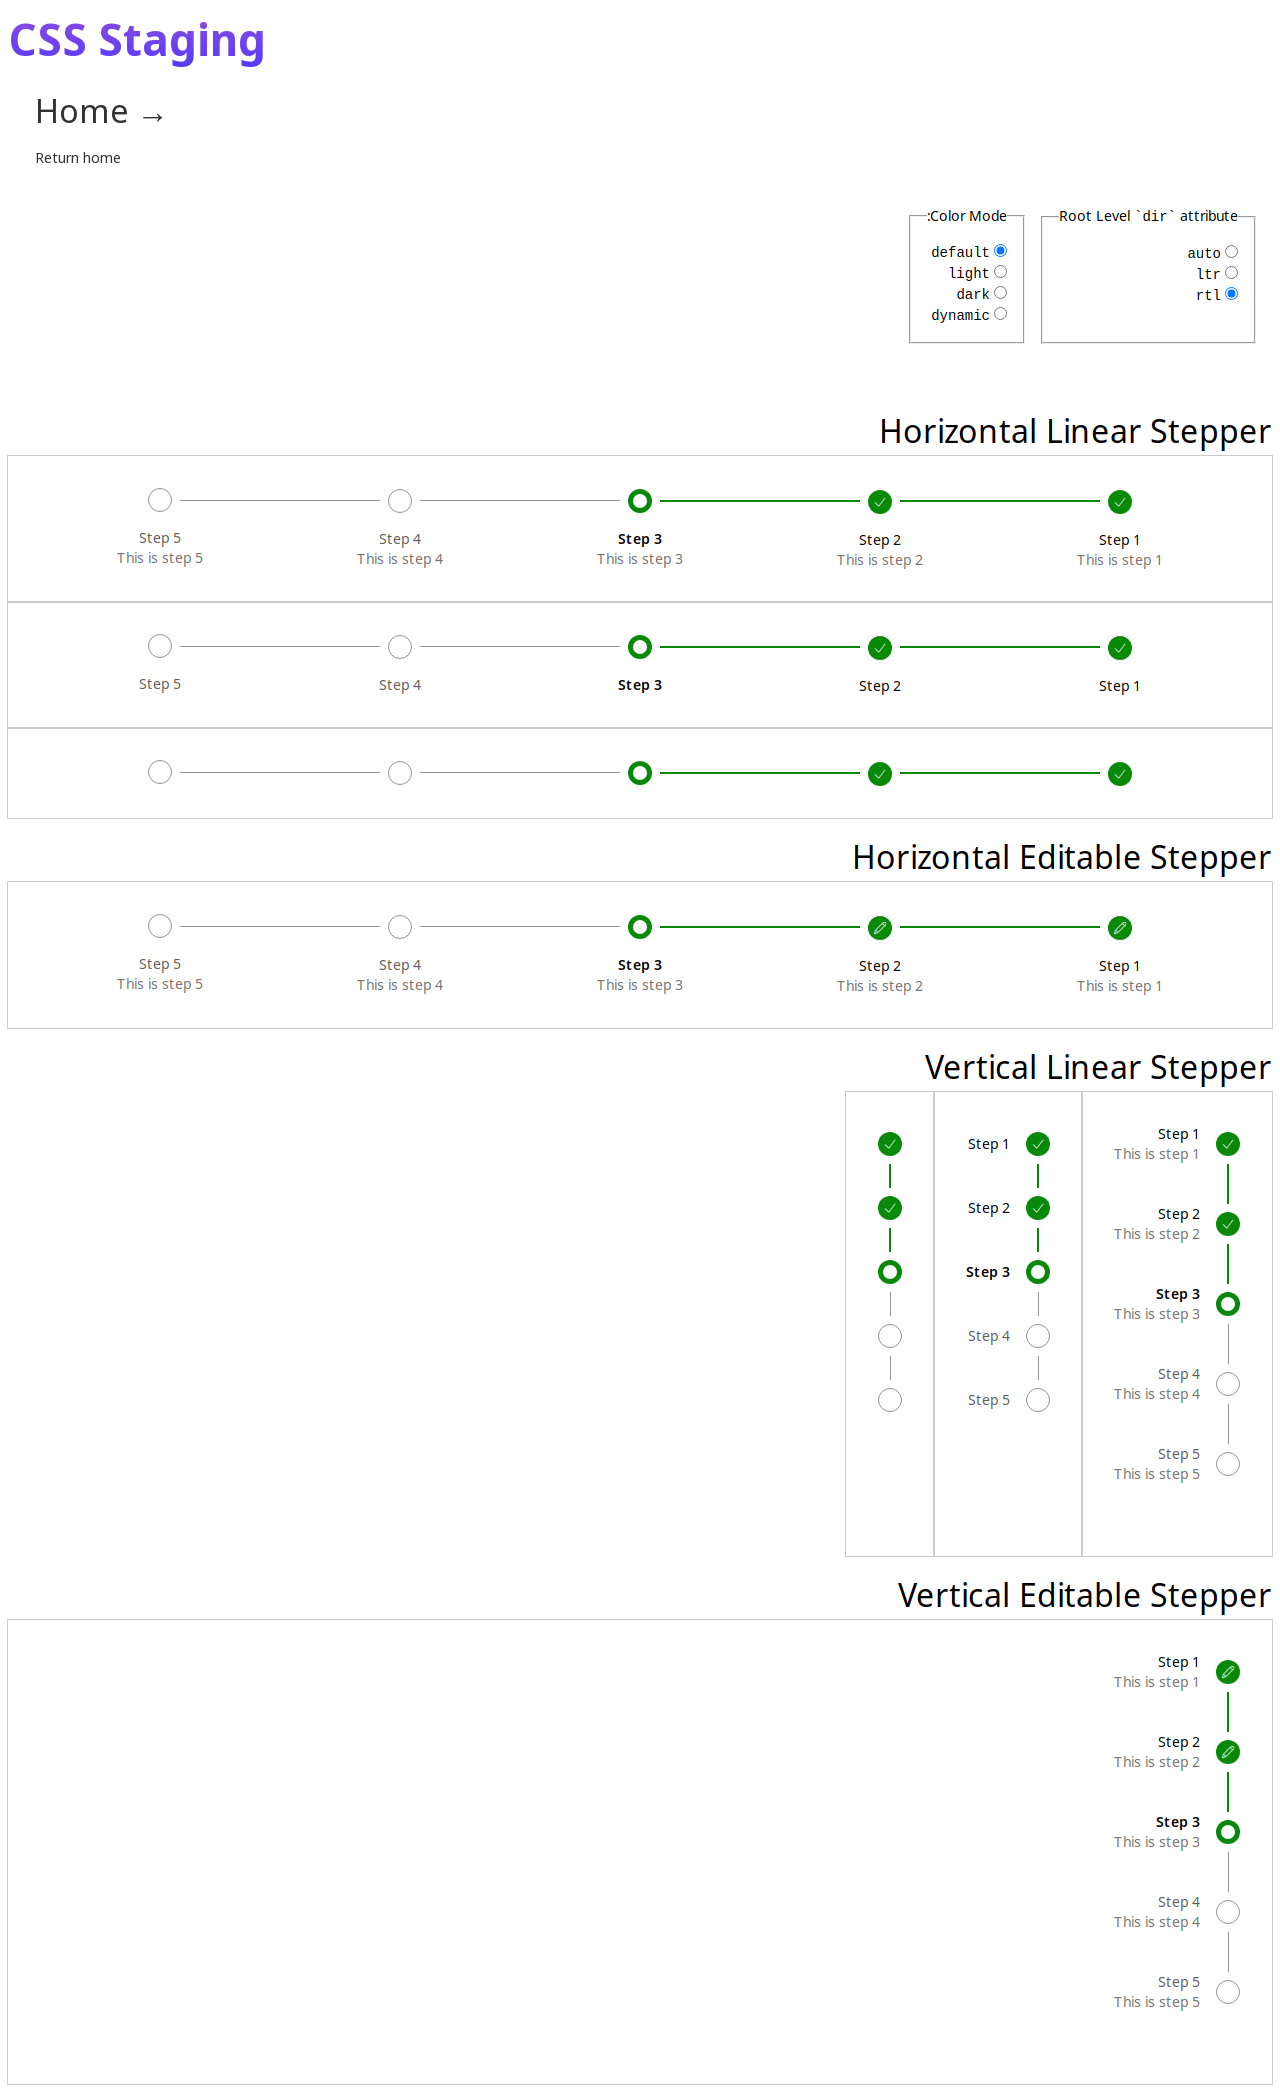 CSS Staging
Home →
Return home
Root Level `dir` attribute
auto
ltr
rtl
:Color Mode
default
light
dark
dynamic
Horizontal Linear Stepper
Step 5 Step 4 Step 3 Step 2 Step 1
This is step 5 This is step 4 This is step 3 This is step 2 This is step 1
Step 5 Step 4 Step 3 Step 2 Step 1
Horizontal Editable Stepper
Step 5 Step 4 Step 3 Step 2 Step 1
This is step 5 This is step 4 This is step 3 This is step 2 This is step 1
Vertical Linear Stepper
Step 1
Step 2
Step 3
Step 4
Step 5
Step 1
This is step 1
Step 2
This is step 2
Step 3
This is step 3
Step 4
This is step 4
Step 5
This is step 5
Vertical Editable Stepper
Step 1
This is step 1
Step 2
This is step 2
Step 3
This is step 3
Step 4
This is step 4
Step 5
This is step 5